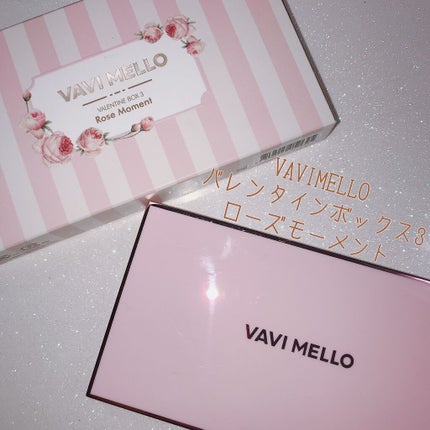 VAVI MELLO
VALENTINE BOX 3
Rose Moment
VAVIMELLO
バレンタインボックス3
ローズモーメント
VAVI MELLO